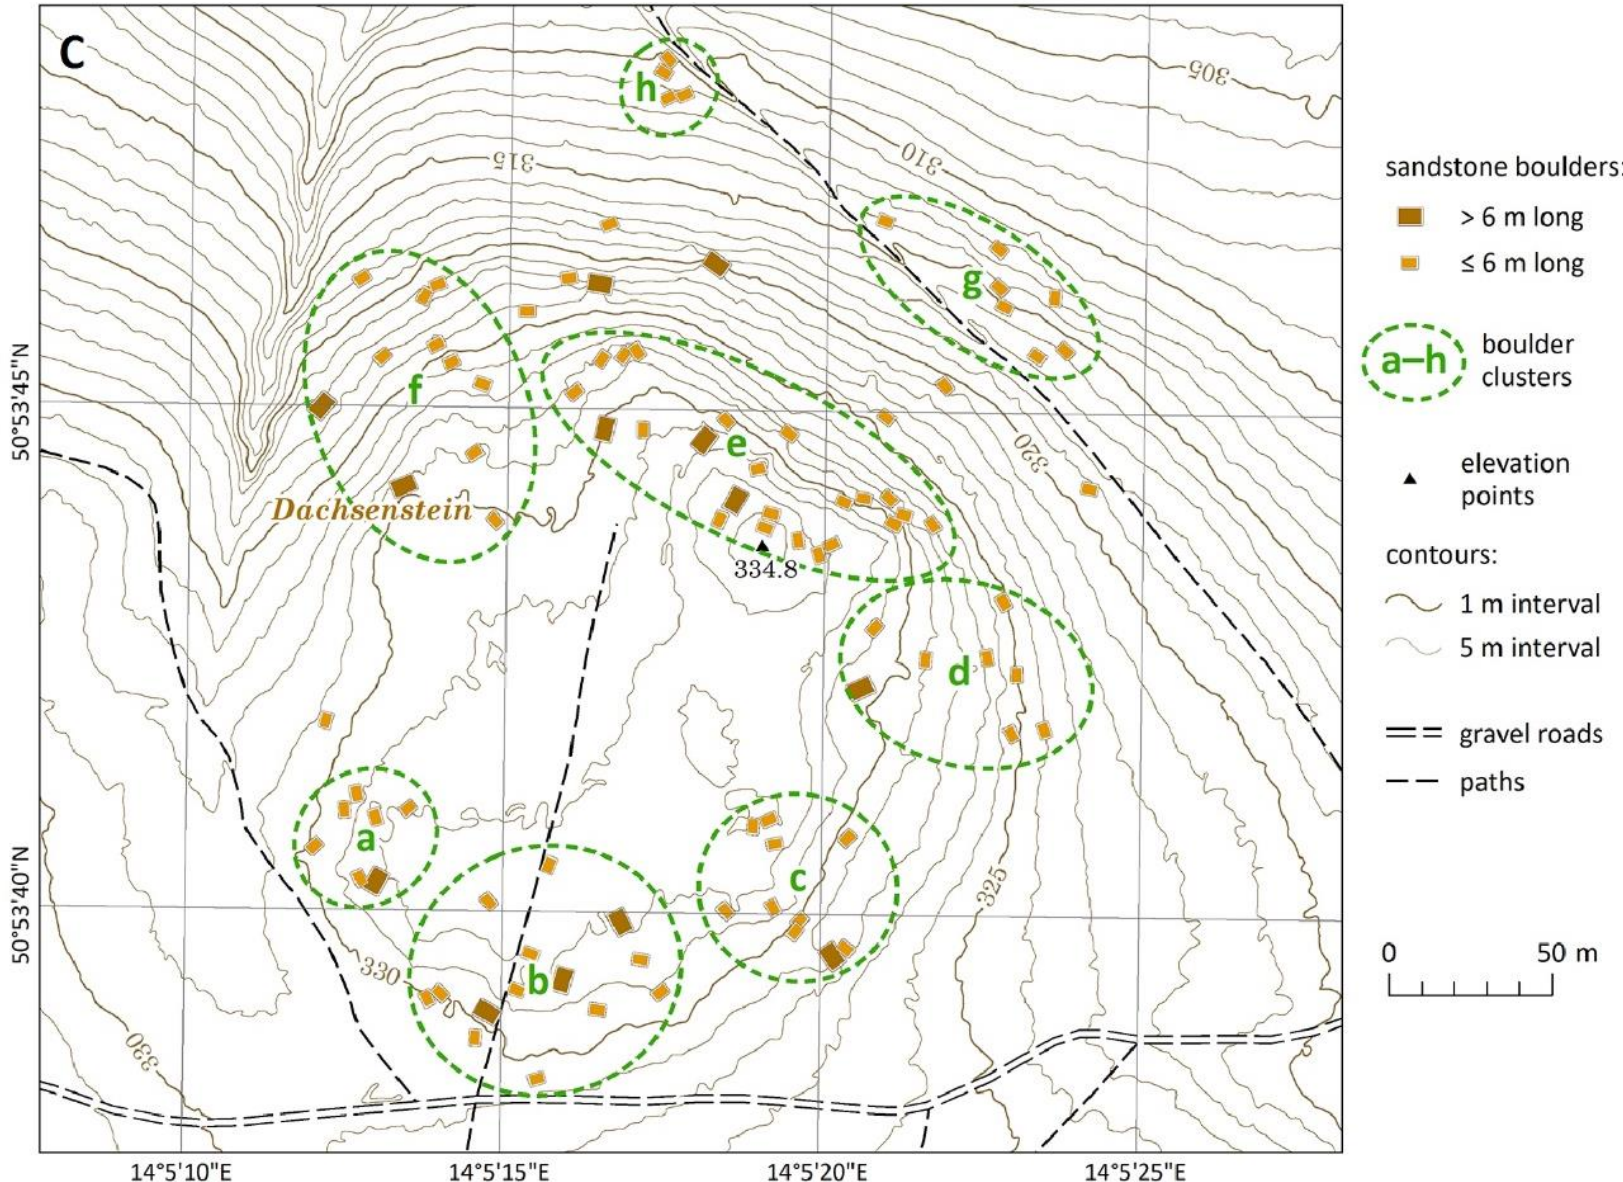 C
305
h
310
315
g
f
e
320
Dachsenstein
334.8
d
a
c
325
330
b
330
50°53'45"N
50°53'40"N
14°5'10"E
14°5'15"E
14°5'20"E
14°5'25"E
sandstone boulders:
> 6 m long
≤ 6 m long
a–h
boulder
clusters
elevation
points
contours:
1 m interval
5 m interval
gravel roads
paths
0
50 m